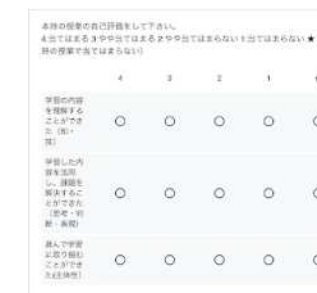 本時の授業の自己評価をして下さい。
4当てはまる3やや当てはまる2やや当てはまらない1当てはまらない★
時の授業で当てはまらない)
4 3 2 1
学習の内容
を理解する
ことができ
た（知・
技）
学習した内
容を活用
し、課題を
解決するこ
とができた
（思考・判
断・表現）
進んで学習
に取り組む
ことができ
た(主体性)